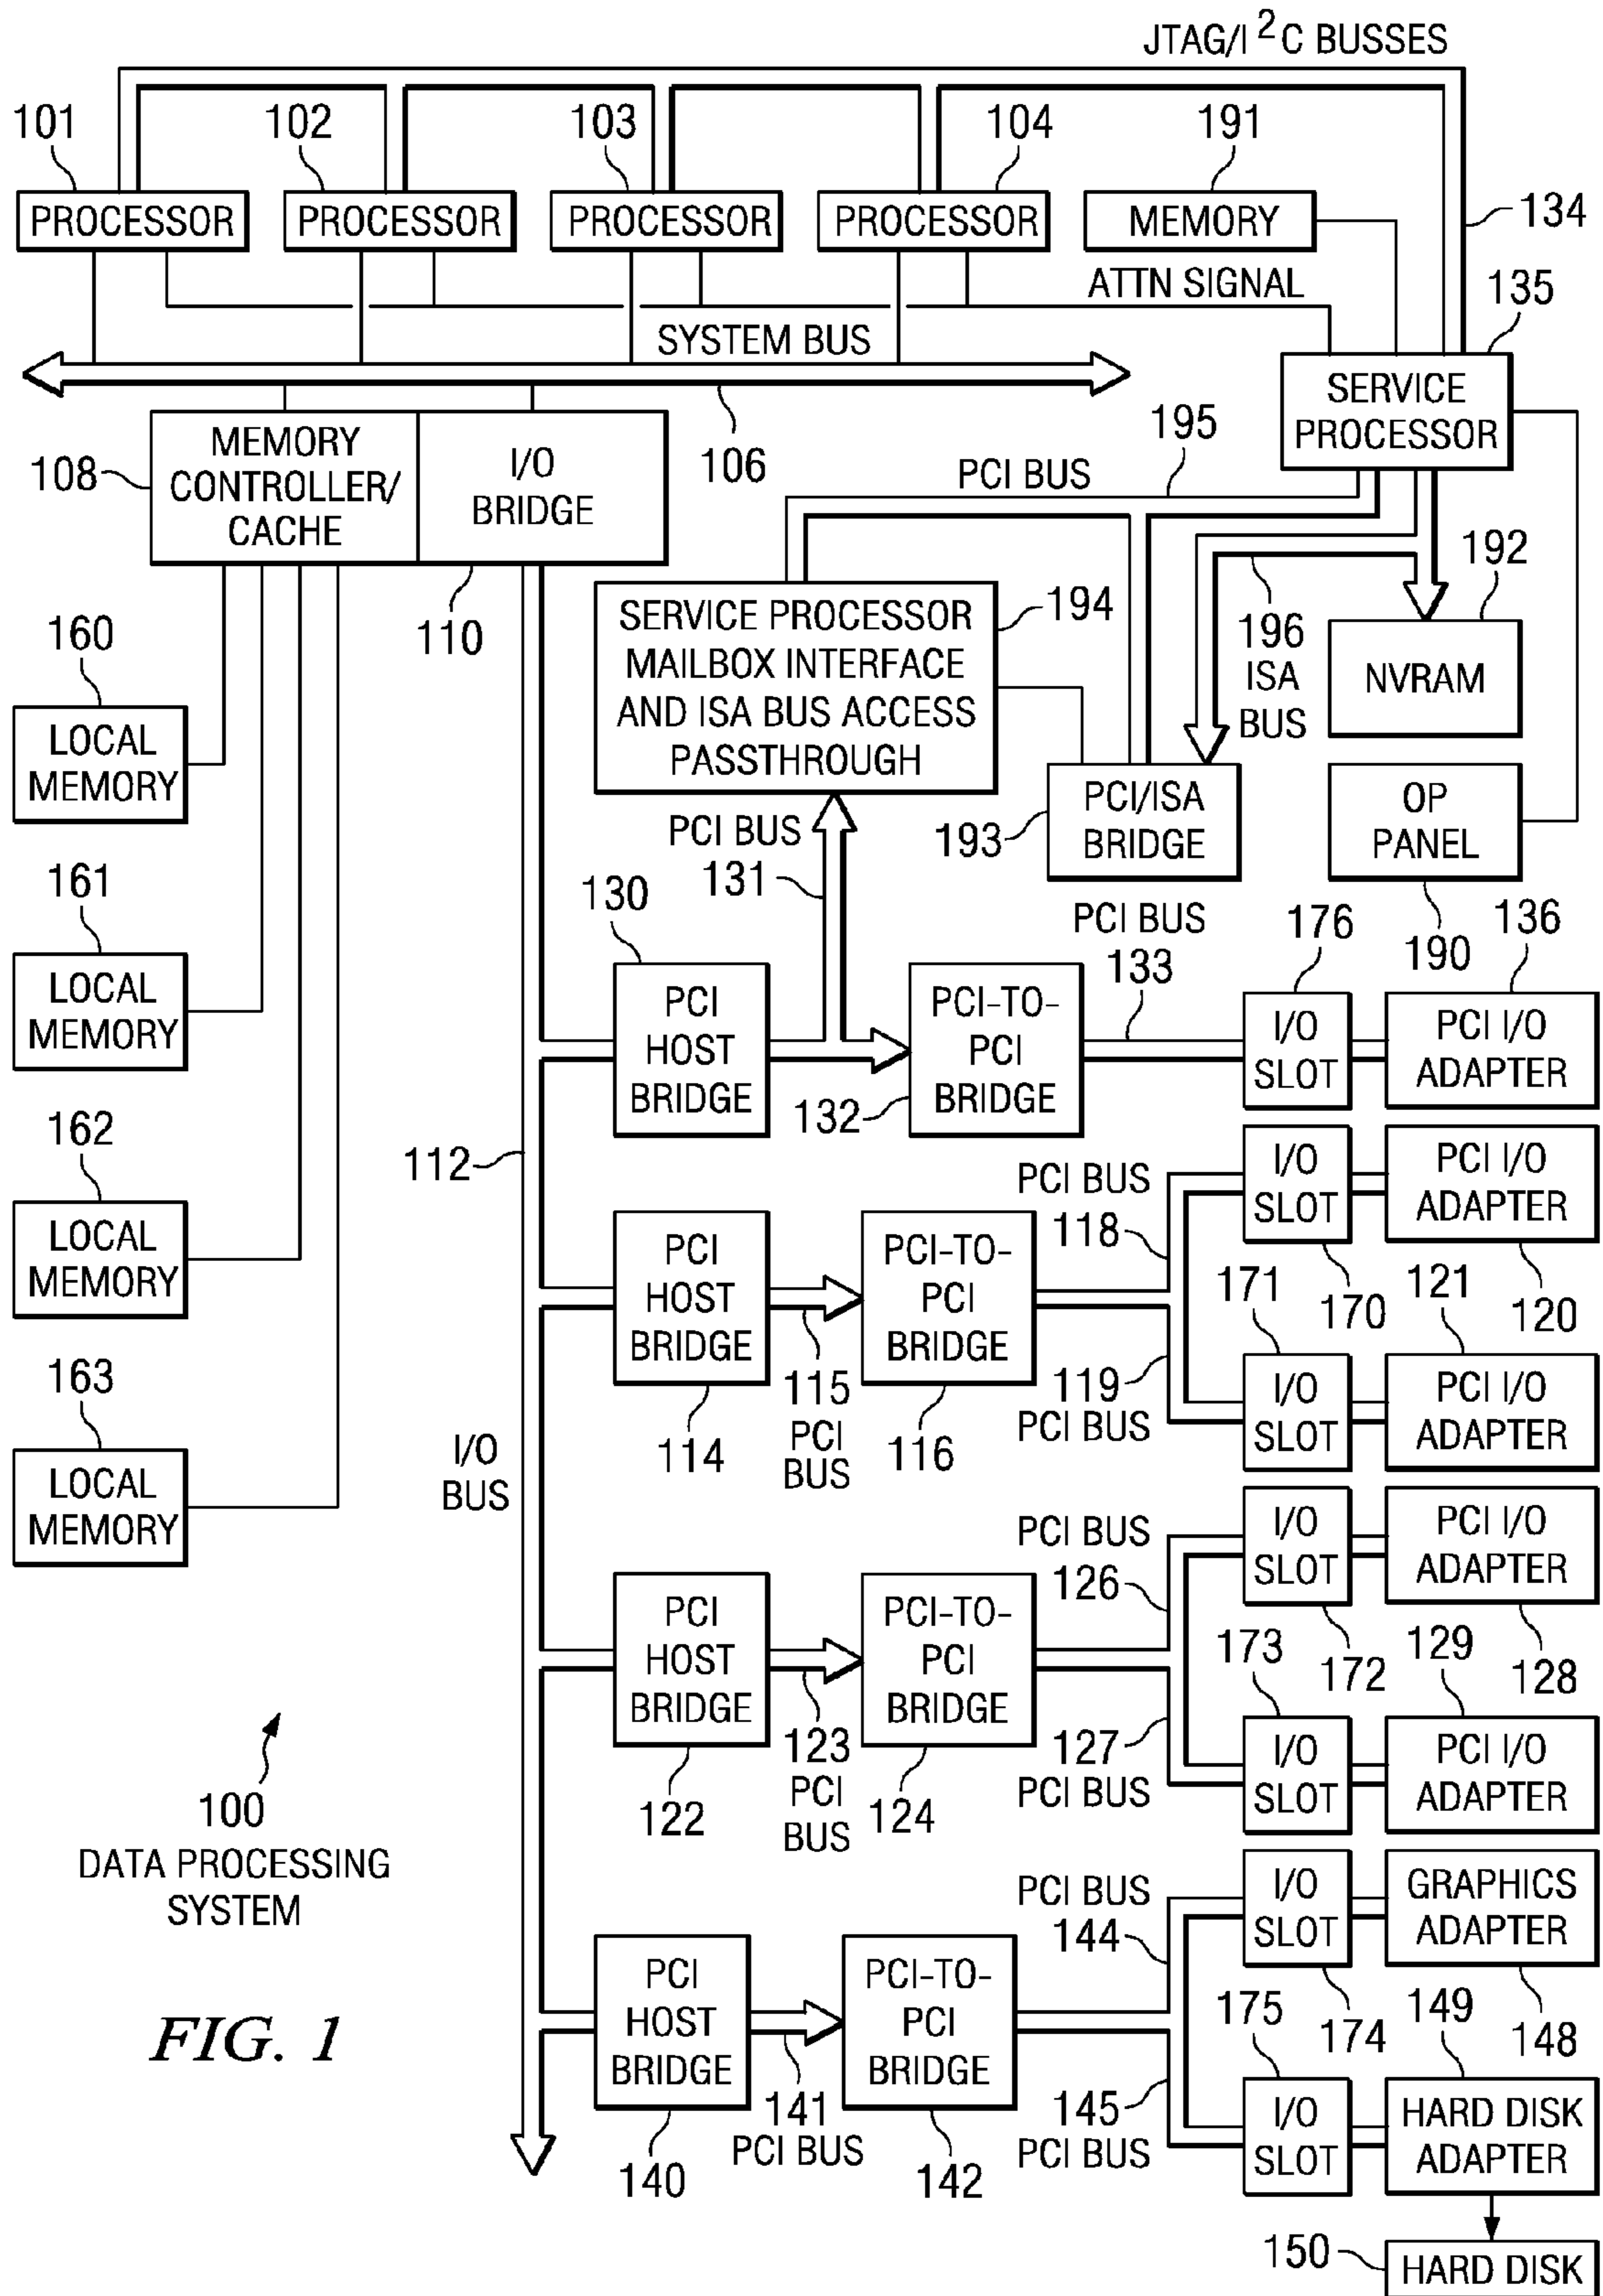 JTAG/I²C BUSSES
101
102
103
104
191
PROCESSOR
PROCESSOR
PROCESSOR
PROCESSOR
MEMORY
134
ATTN SIGNAL
135
SYSTEM BUS
SERVICE
PROCESSOR
108
MEMORY
CONTROLLER/
CACHE
I/O
BRIDGE
106
195
PCI BUS
110
192
196
ISA
BUS
NVRAM
SERVICE PROCESSOR
MAILBOX INTERFACE
AND ISA BUS ACCESS
PASSTHROUGH
194
160
LOCAL
MEMORY
PCI BUS
131
193
PCI/ISA
BRIDGE
OP
PANEL
190
161
LOCAL
MEMORY
130
PCI
HOST
BRIDGE
132
PCI-TO-
PCI
BRIDGE
PCI BUS
133
176
I/O
SLOT
136
PCI I/O
ADAPTER
162
LOCAL
MEMORY
112
PCI
HOST
BRIDGE
114
115
PCI
BUS
PCI-TO-
PCI
BRIDGE
116
PCI BUS
118
I/O
SLOT
170
PCI I/O
ADAPTER
120
119
PCI BUS
171
I/O
SLOT
121
PCI I/O
ADAPTER
163
LOCAL
MEMORY
I/O
BUS
PCI
HOST
BRIDGE
122
123
PCI
BUS
PCI-TO-
PCI
BRIDGE
124
PCI BUS
126
I/O
SLOT
172
PCI I/O
ADAPTER
128
127
PCI BUS
173
I/O
SLOT
129
PCI I/O
ADAPTER
100
DATA PROCESSING
SYSTEM
PCI
HOST
BRIDGE
140
141
PCI BUS
PCI-TO-
PCI
BRIDGE
142
PCI BUS
144
I/O
SLOT
174
GRAPHICS
ADAPTER
148
145
PCI BUS
175
I/O
SLOT
149
HARD DISK
ADAPTER
150
HARD DISK
FIG. 1